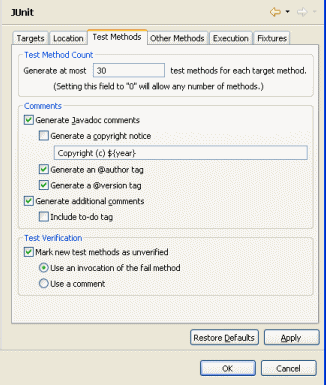 JUnit
Targets Location Test Methods Other Methods Execution Fixtures
Test Method Count
Generate at most 30 test methods for each target method.
(Setting this field to "0" will allow any number of methods.)
Comments
Generate Javadoc comments
Generate a copyright notice
Copyright (c) ${year}
Generate an @author tag
Generate a @version tag
Generate additional comments
Include to-do tag
Test Verification
Mark new test methods as unverified
Use an invocation of the fail method
Use a comment
Restore Defaults Apply
OK Cancel